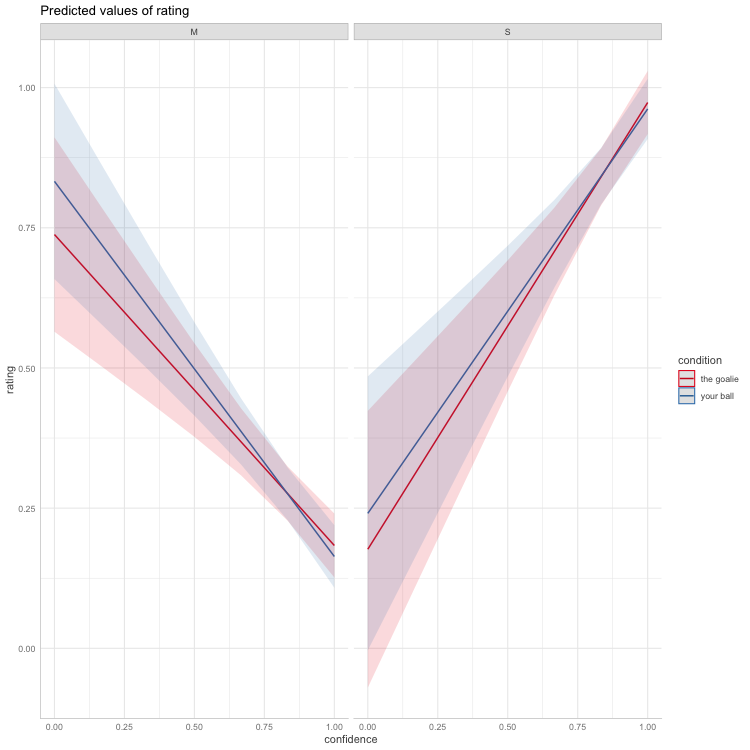 Predicted values of rating
M
S
1.00
0.75
0.50
0.25
0.00
rating
0.00 0.25 0.50 0.75 1.00
0.00 0.25 0.50 0.75 1.00
confidence
condition
the goalie
your ball